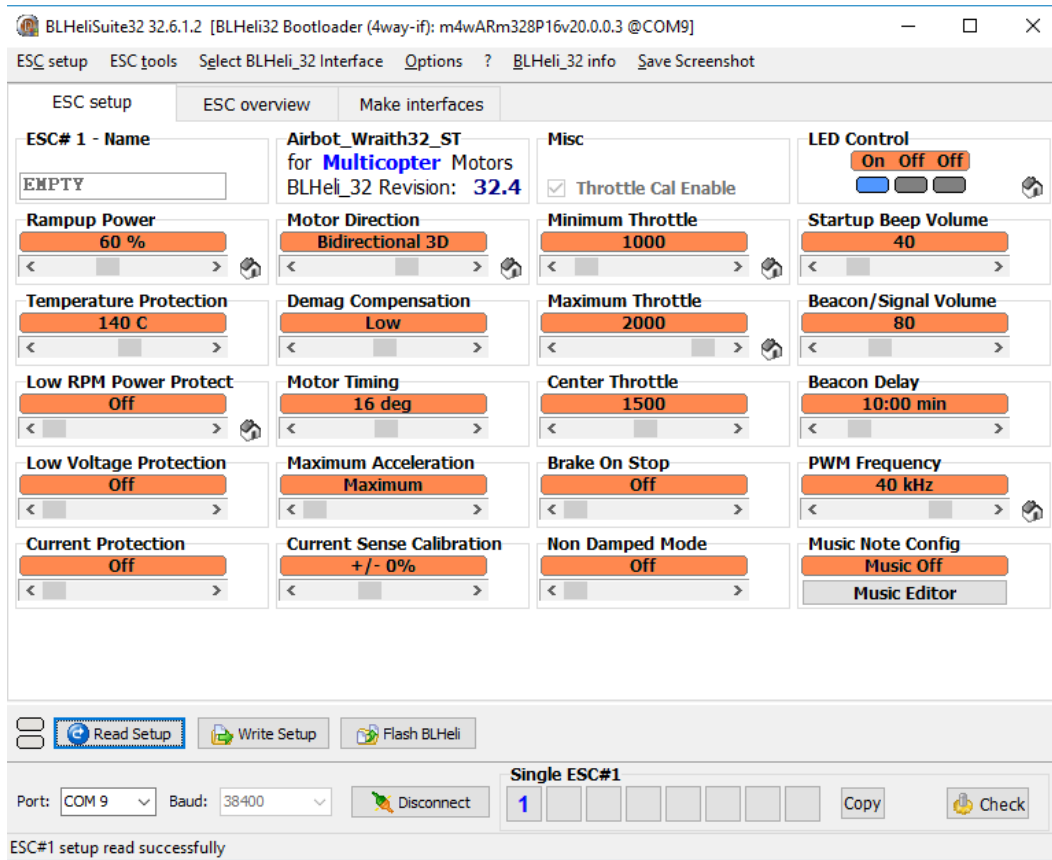 BLHeliSuite32 32.6.1.2 [BLHeli32 Bootloader (4way-if): m4wARm328P16v20.0.0.3 @COM9]
ESC setup ESC tools Select BLHeli_32 Interface Options ? BLHeli_32 info Save Screenshot
ESC setup ESC overview Make interfaces
ESC# 1 - Name
EMPTY
Airbot_Wraith32_ST
for Multicopter Motors
BLHeli_32 Revision: 32.4
Misc
Throttle Cal Enable
LED Control
On Off Off
Rampup Power
60 %
Motor Direction
Bidirectional 3D
Minimum Throttle
1000
Startup Beep Volume
40
Temperature Protection
140 C
Demag Compensation
Low
Maximum Throttle
2000
Beacon/Signal Volume
80
Low RPM Power Protect
Off
Motor Timing
16 deg
Center Throttle
1500
Beacon Delay
10:00 min
Low Voltage Protection
Off
Maximum Acceleration
Maximum
Brake On Stop
Off
PWM Frequency
40 kHz
Current Protection
Off
Current Sense Calibration
+/- 0%
Non Damped Mode
Off
Music Note Config
Music Off
Music Editor
Read Setup Write Setup Flash BLHeli
Single ESC#1
Port: COM 9 Baud: 38400 Disconnect 1 Copy Check
ESC#1 setup read successfully